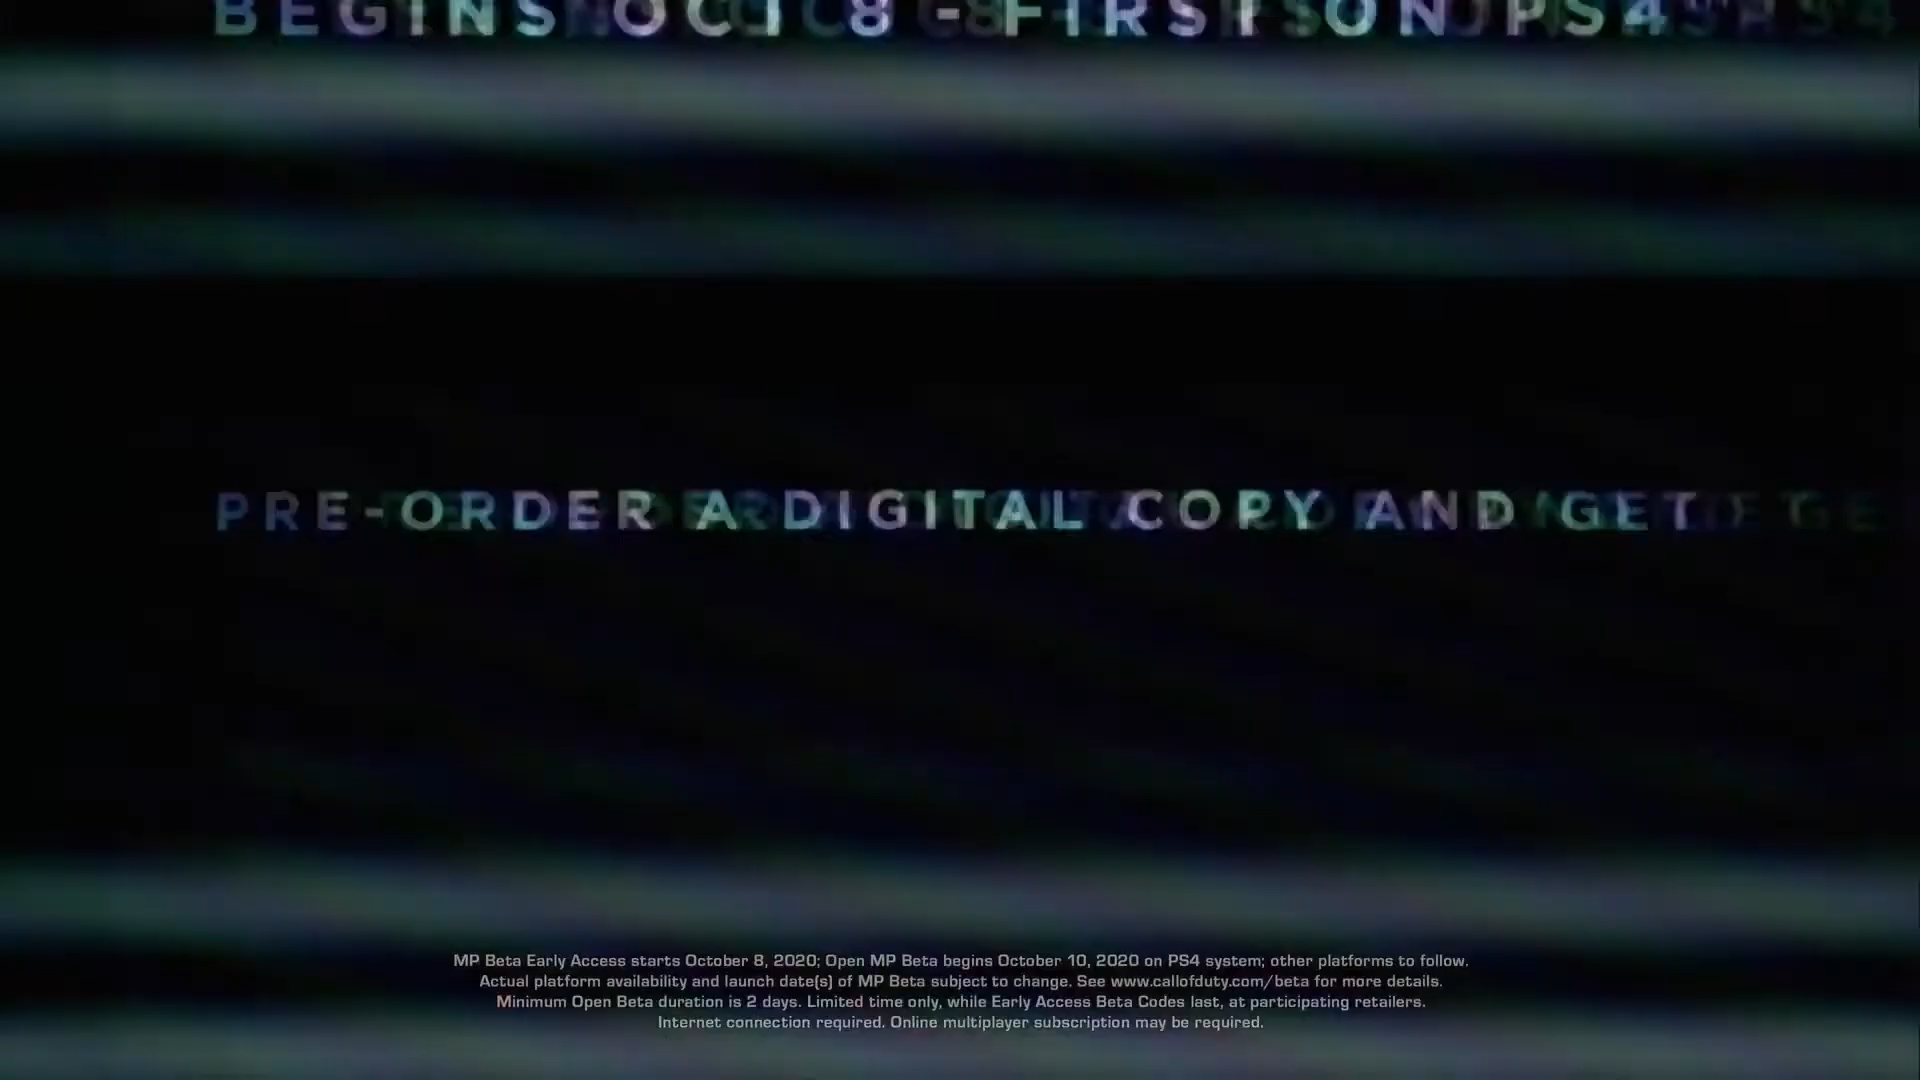 BEGINS OCT 8 - FIRST ON PS4
PRE-ORDER A DIGITAL COPY AND GET
MP Beta Early Access starts October 8, 2020; Open MP Beta begins October 10, 2020 on PS4 system; other platforms to follow.
Actual platform availability and launch date(s) of MP Beta subject to change. See www.callofduty.com/beta for more details.
Minimum Open Beta duration is 2 days. Limited time only, while Early Access Beta Codes last, at participating retailers.
Internet connection required. Online multiplayer subscription may be required.